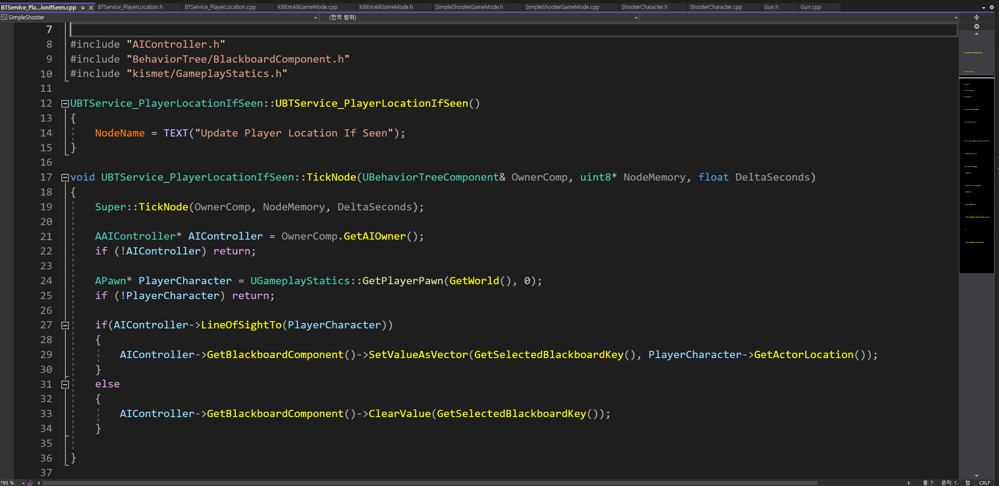 BTService_Pla...ionIfSeen.cpp BTService_PlayerLocation.h BTService_PlayerLocation.cpp KillEmAllGameMode.cpp KillEmAllGameMode.h SimpleShooterGameMode.h SimpleShooterGameMode.cpp ShooterCharacter.h ShooterCharacter.cpp Gun.h Gun.cpp
SimpleShooter (전역 범위)
7
8 #include "AIController.h"
9 #include "BehaviorTree/BlackboardComponent.h"
10 #include "kismet/GameplayStatics.h"
11
12 UBTService_PlayerLocationIfSeen::UBTService_PlayerLocationIfSeen()
13 {
14 NodeName = TEXT("Update Player Location If Seen");
15 }
16
17 void UBTService_PlayerLocationIfSeen::TickNode(UBehaviorTreeComponent& OwnerComp, uint8* NodeMemory, float DeltaSeconds)
18 {
19 Super::TickNode(OwnerComp, NodeMemory, DeltaSeconds);
20
21 AAIController* AIController = OwnerComp.GetAIOwner();
22 if (!AIController) return;
23
24 APawn* PlayerCharacter = UGameplayStatics::GetPlayerPawn(GetWorld(), 0);
25 if (!PlayerCharacter) return;
26
27 if(AIController->LineOfSightTo(PlayerCharacter))
28 {
29 AIController->GetBlackboardComponent()->SetValueAsVector(GetSelectedBlackboardKey(), PlayerCharacter->GetActorLocation());
30 }
31 else
32 {
33 AIController->GetBlackboardComponent()->ClearValue(GetSelectedBlackboardKey());
34 }
35
36 }
37
193 % 줄: 7 문자: 1 탭 CRLF